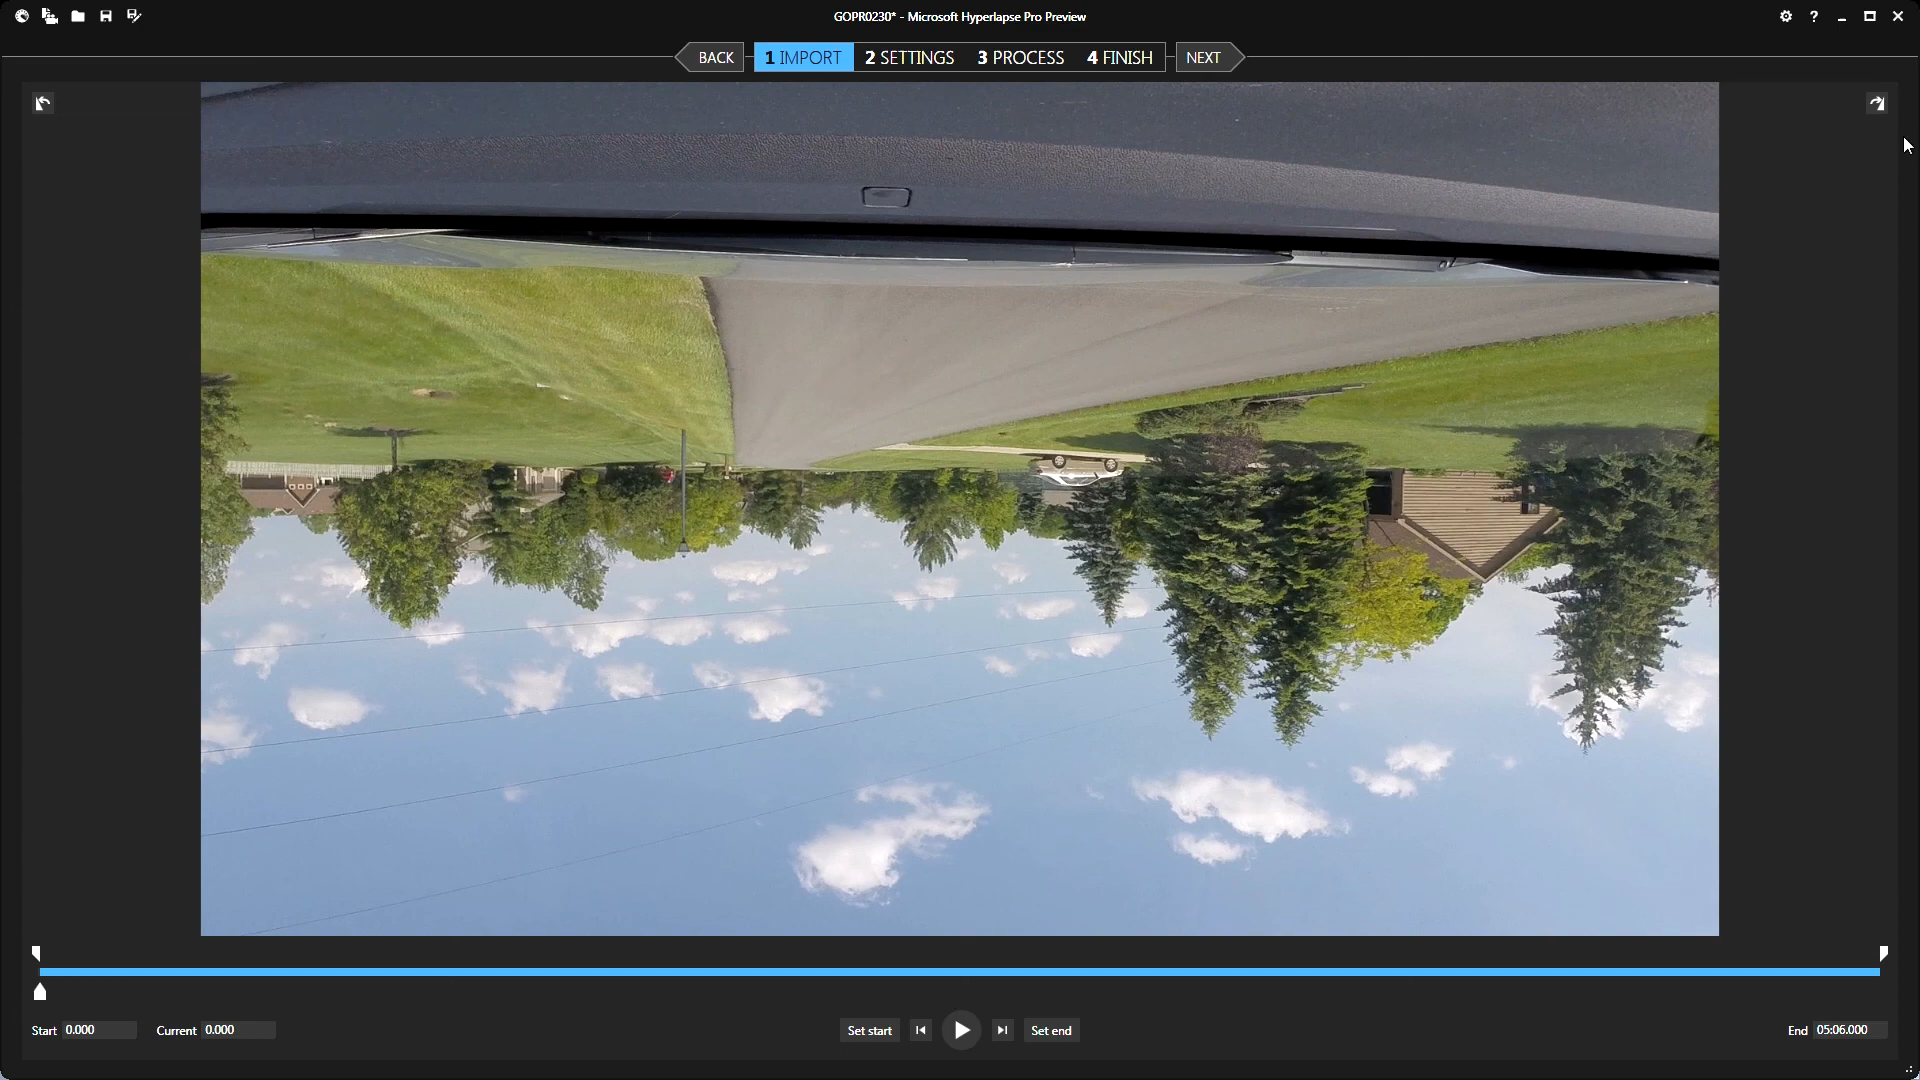 GOPR0230* - Microsoft Hyperlapse Pro Preview
?
BACK 1 IMPORT 2 SETTINGS 3 PROCESS 4 FINISH NEXT
Start 0.000 Current 0.000 Set start Set end End 05:06.000